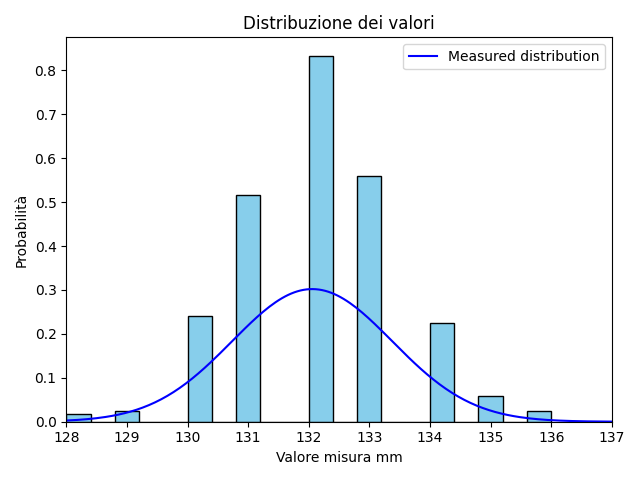 Distribuzione dei valori
Measured distribution
Probabilità
0.8
0.7
0.6
0.5
0.4
0.3
0.2
0.1
0.0
128 129 130 131 132 133 134 135 136 137
Valore misura mm